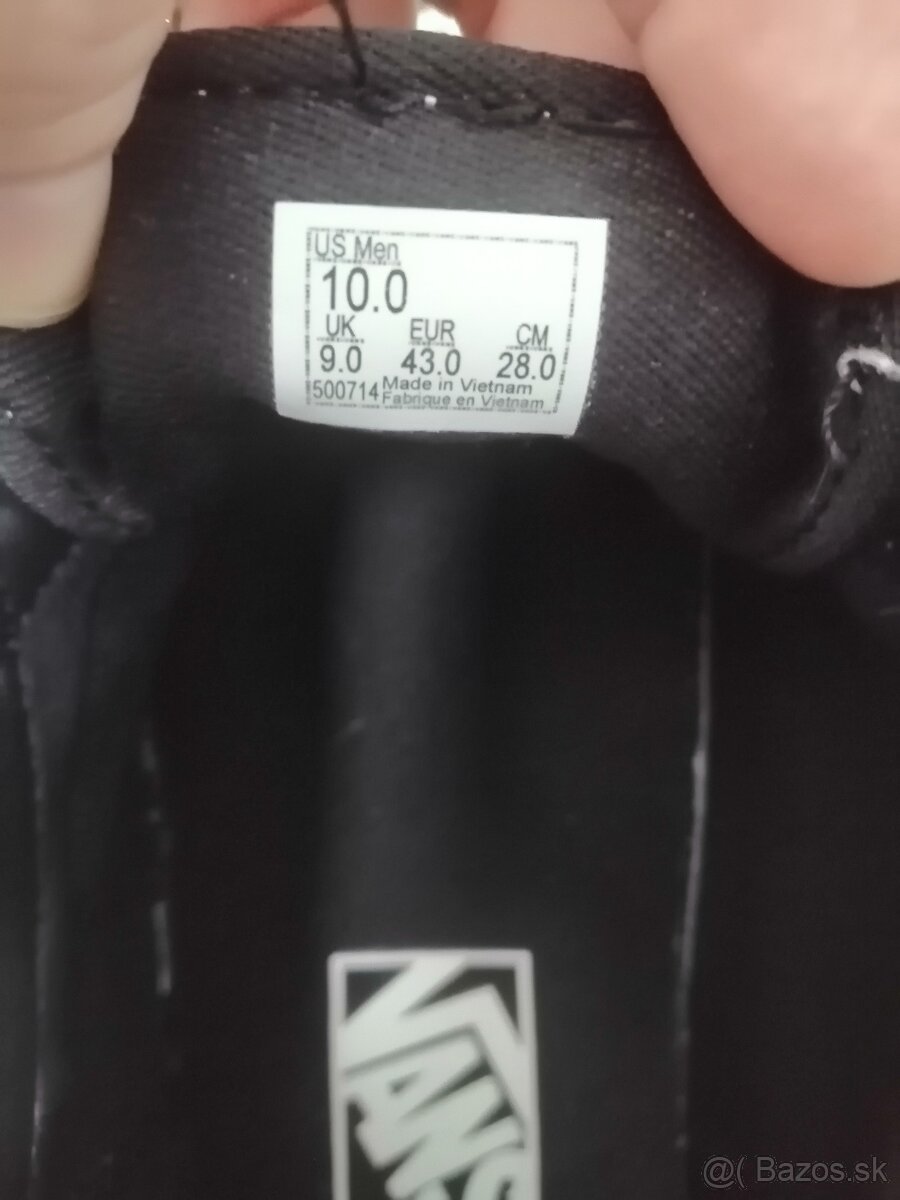 US Men
10.0
UK EUR CM
9.0 43.0 28.0
500714 Made in Vietnam
Fabrique en Vietnam
VANS
@( Bazos.sk